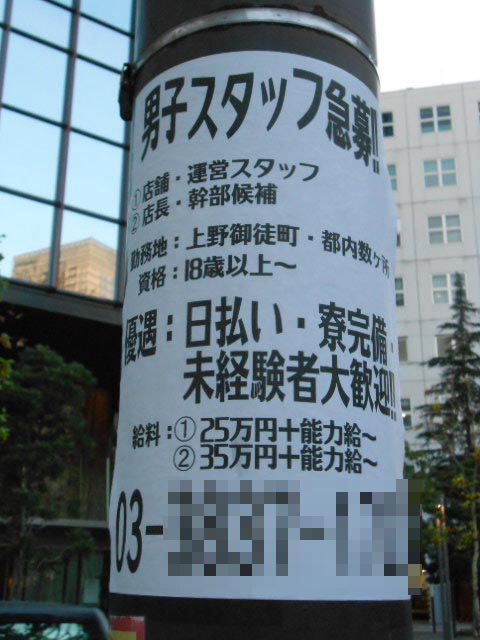 男子スタッフ急募!!
①店舗・運営スタッフ
②店長・幹部候補
勤務地：上野御徒町・都内数ヶ所
資格：18歳以上～
優遇：日払い・寮完備
未経験者大歓迎!!
給料：①25万円+能力給～
②35万円+能力給～
03-